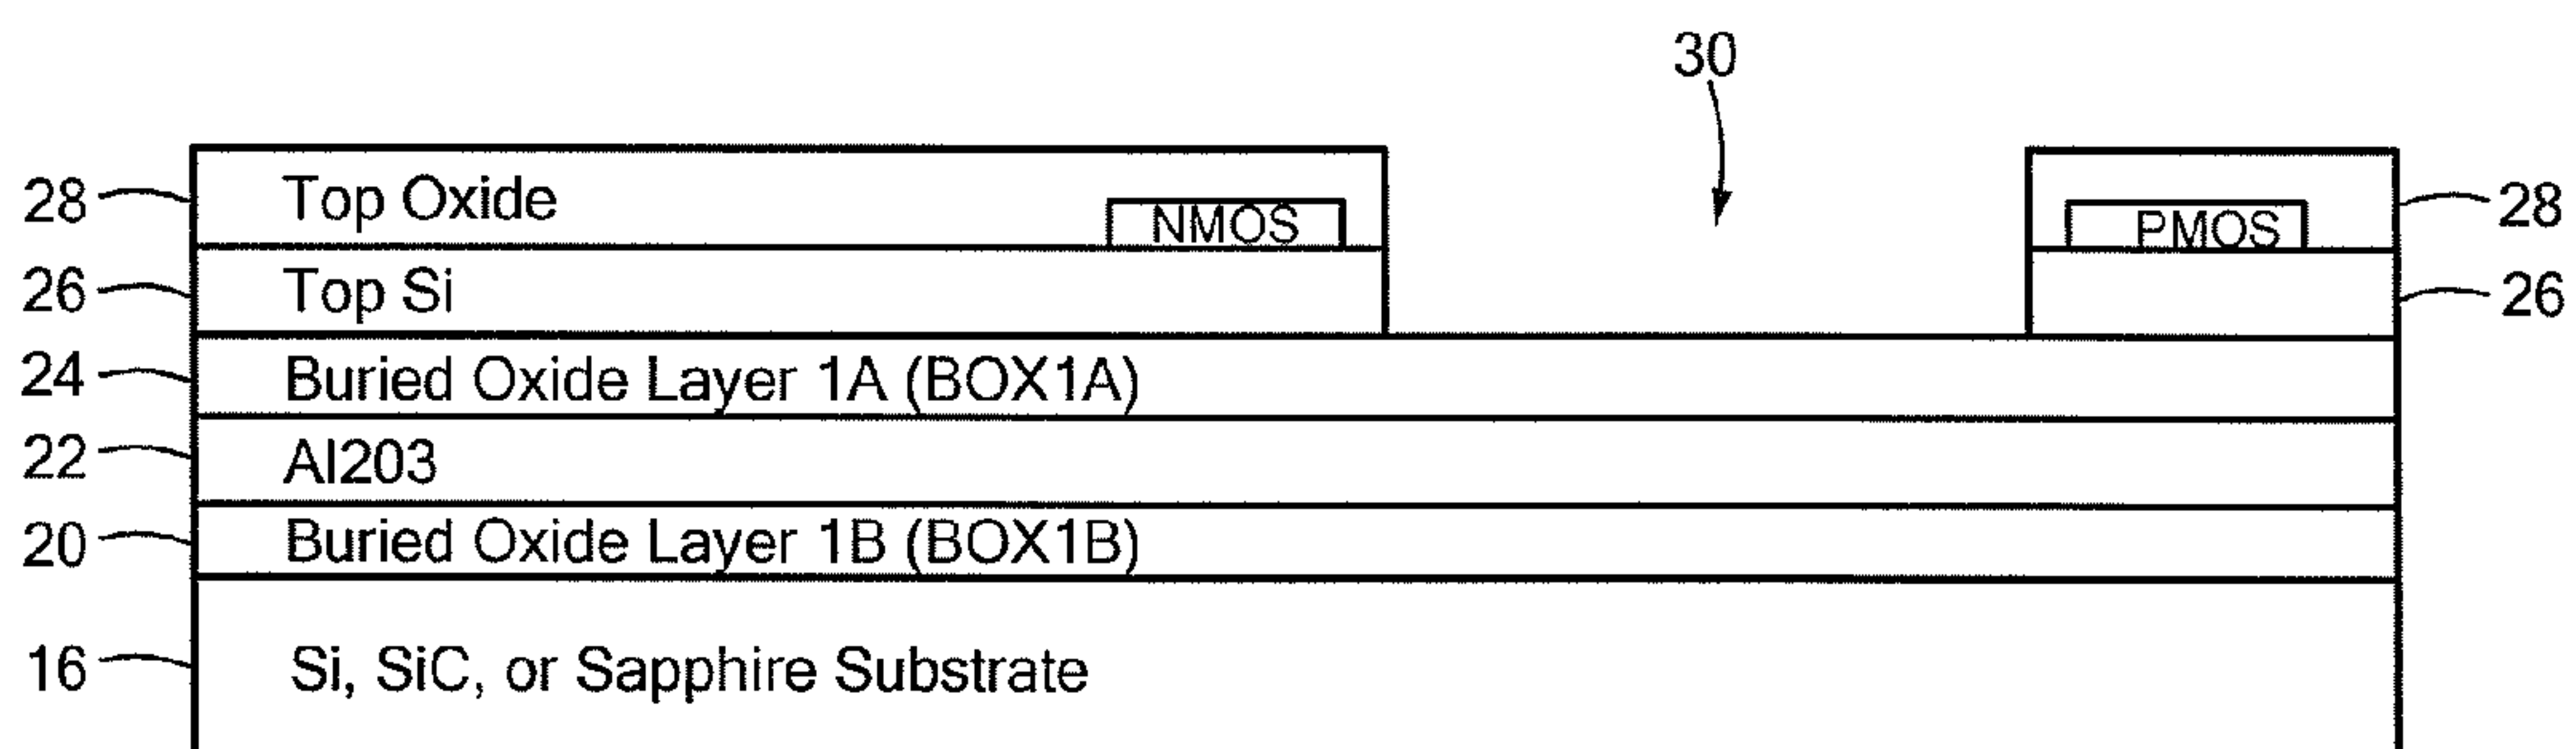 30
28 Top Oxide NMOS PMOS 28
26 Top Si 26
24 Buried Oxide Layer 1A (BOX1A)
22 Al203
20 Buried Oxide Layer 1B (BOX1B)
16 Si, SiC, or Sapphire Substrate